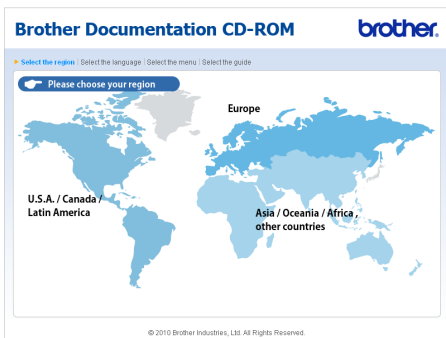 Brother Documentation CD-ROM
brother.
Select the region | Select the language | Select the menu | Select the guide
Please choose your region
Europe
U.S.A. / Canada /
Latin America
Asia / Oceania / Africa ,
other countries
© 2010 Brother Industries, Ltd. All Rights Reserved.